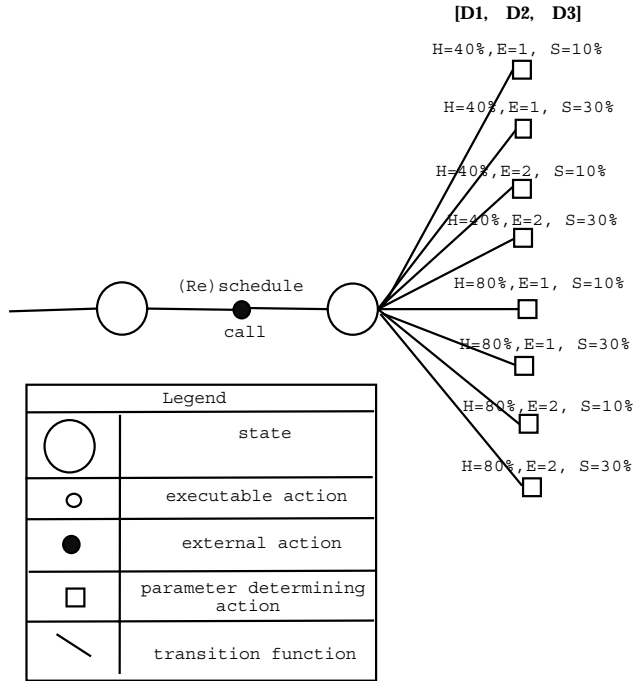 [D1, D2, D3]
H=40%,E=1, S=10%
H=40%,E=1, S=30%
H=40%,E=2, S=10%
H=40%,E=2, S=30%
(Re)schedule
call
H=80%,E=1, S=10%
H=80%,E=1, S=30%
H=80%,E=2, S=10%
H=80%,E=2, S=30%
Legend
state
executable action
external action
parameter determining
action
transition function